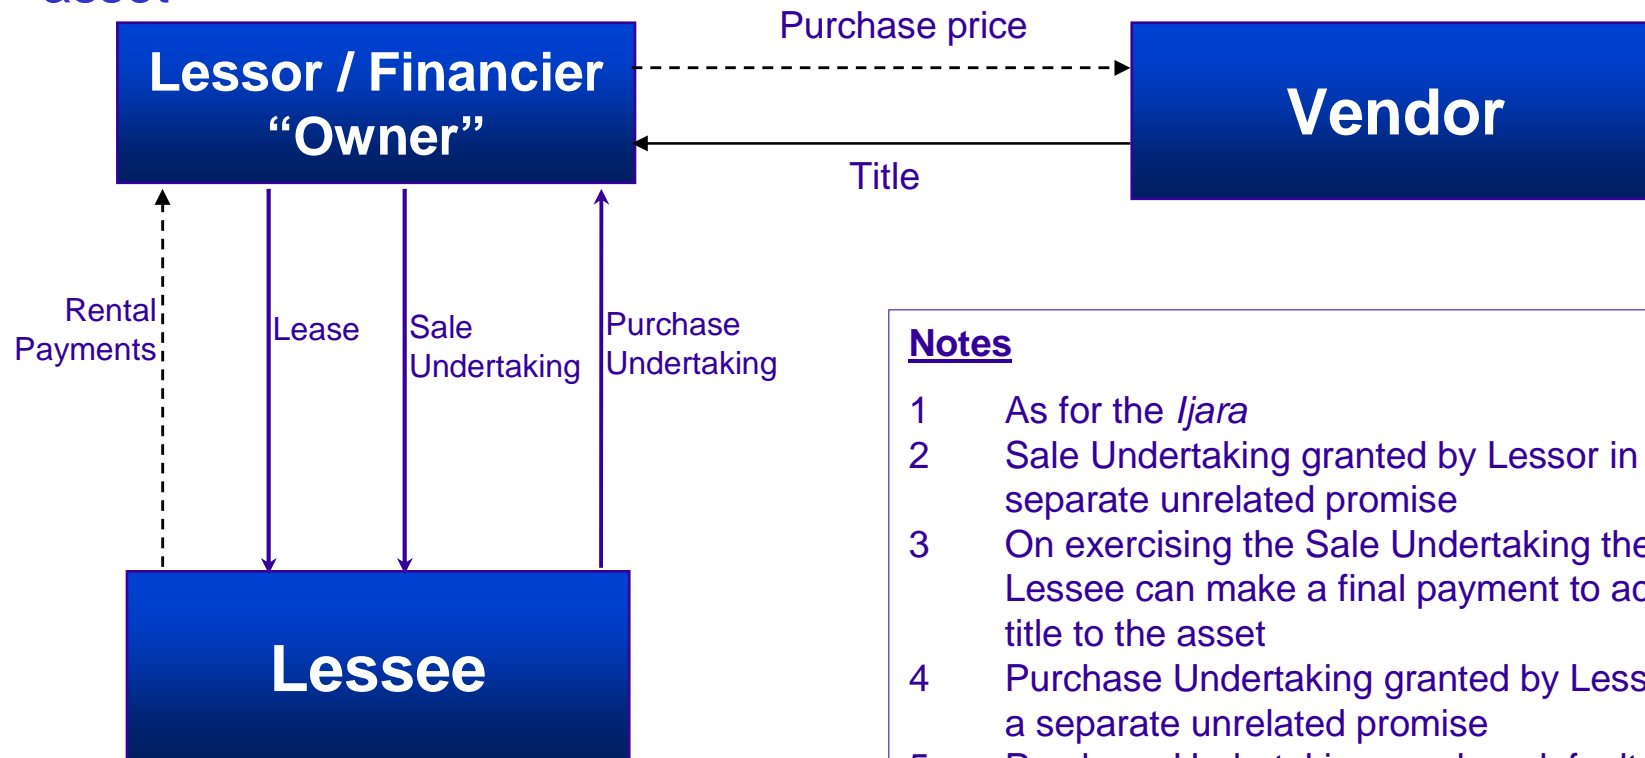 asset
Purchase price
Lessor / Financier
“Owner”
Vendor
Title
Rental
Payments
Lease
Sale
Undertaking
Purchase
Undertaking
Notes
1 As for the Ijara
2 Sale Undertaking granted by Lessor in
separate unrelated promise
3 On exercising the Sale Undertaking the
Lessee can make a final payment to
title to the asset
4 Purchase Undertaking granted by
a separate unrelated promise
Lessee